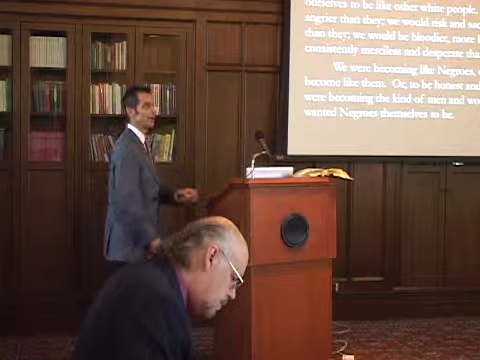 ourselves to be like other white people.
angrier than they; we would risk and sac
than they; we would be bloodier, more
consistently merciless and desperate tha
We were becoming like Negroes,
become like them. Or, to be honest and
were becoming the kind of men and wo
wanted Negroes themselves to be.